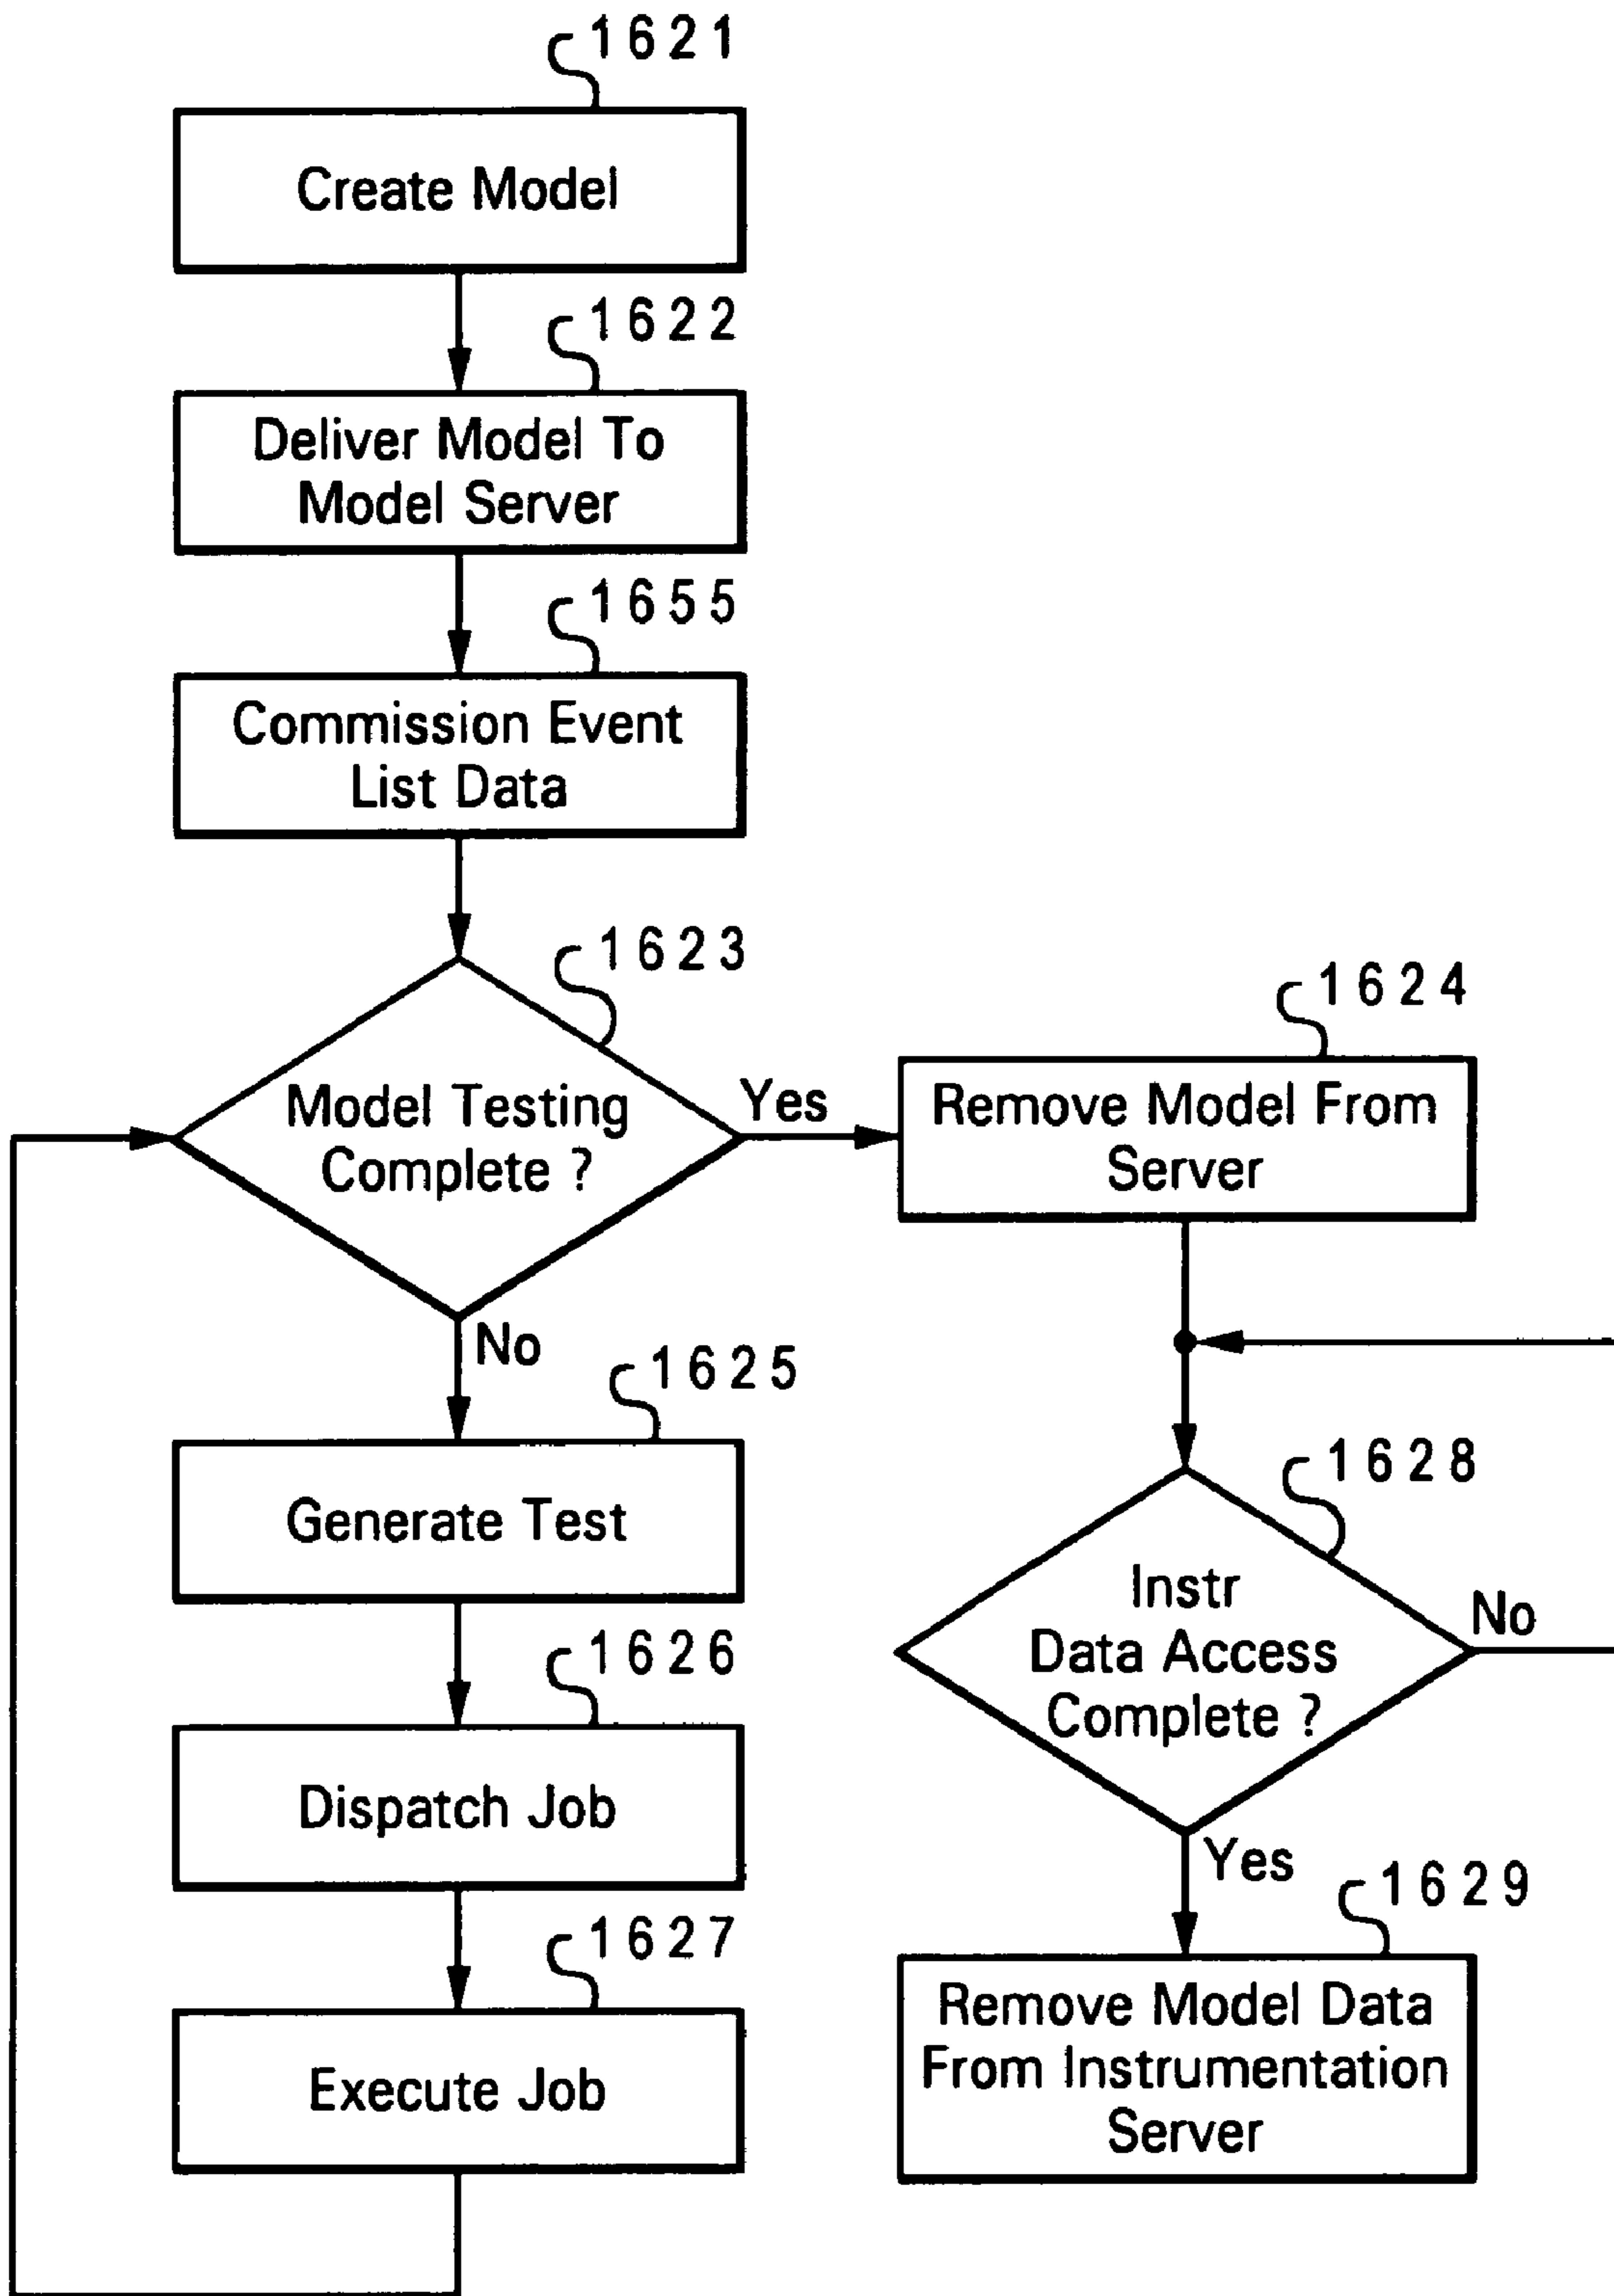 1621
Create Model
1622
Deliver Model To
Model Server
1655
Commission Event
List Data
1623
Model Testing
Complete ?
Yes
No
1624
Remove Model From
Server
1625
Generate Test
1626
Dispatch Job
1627
Execute Job
1628
Instr
Data Access
Complete ?
No
Yes
1629
Remove Model Data
From Instrumentation
Server